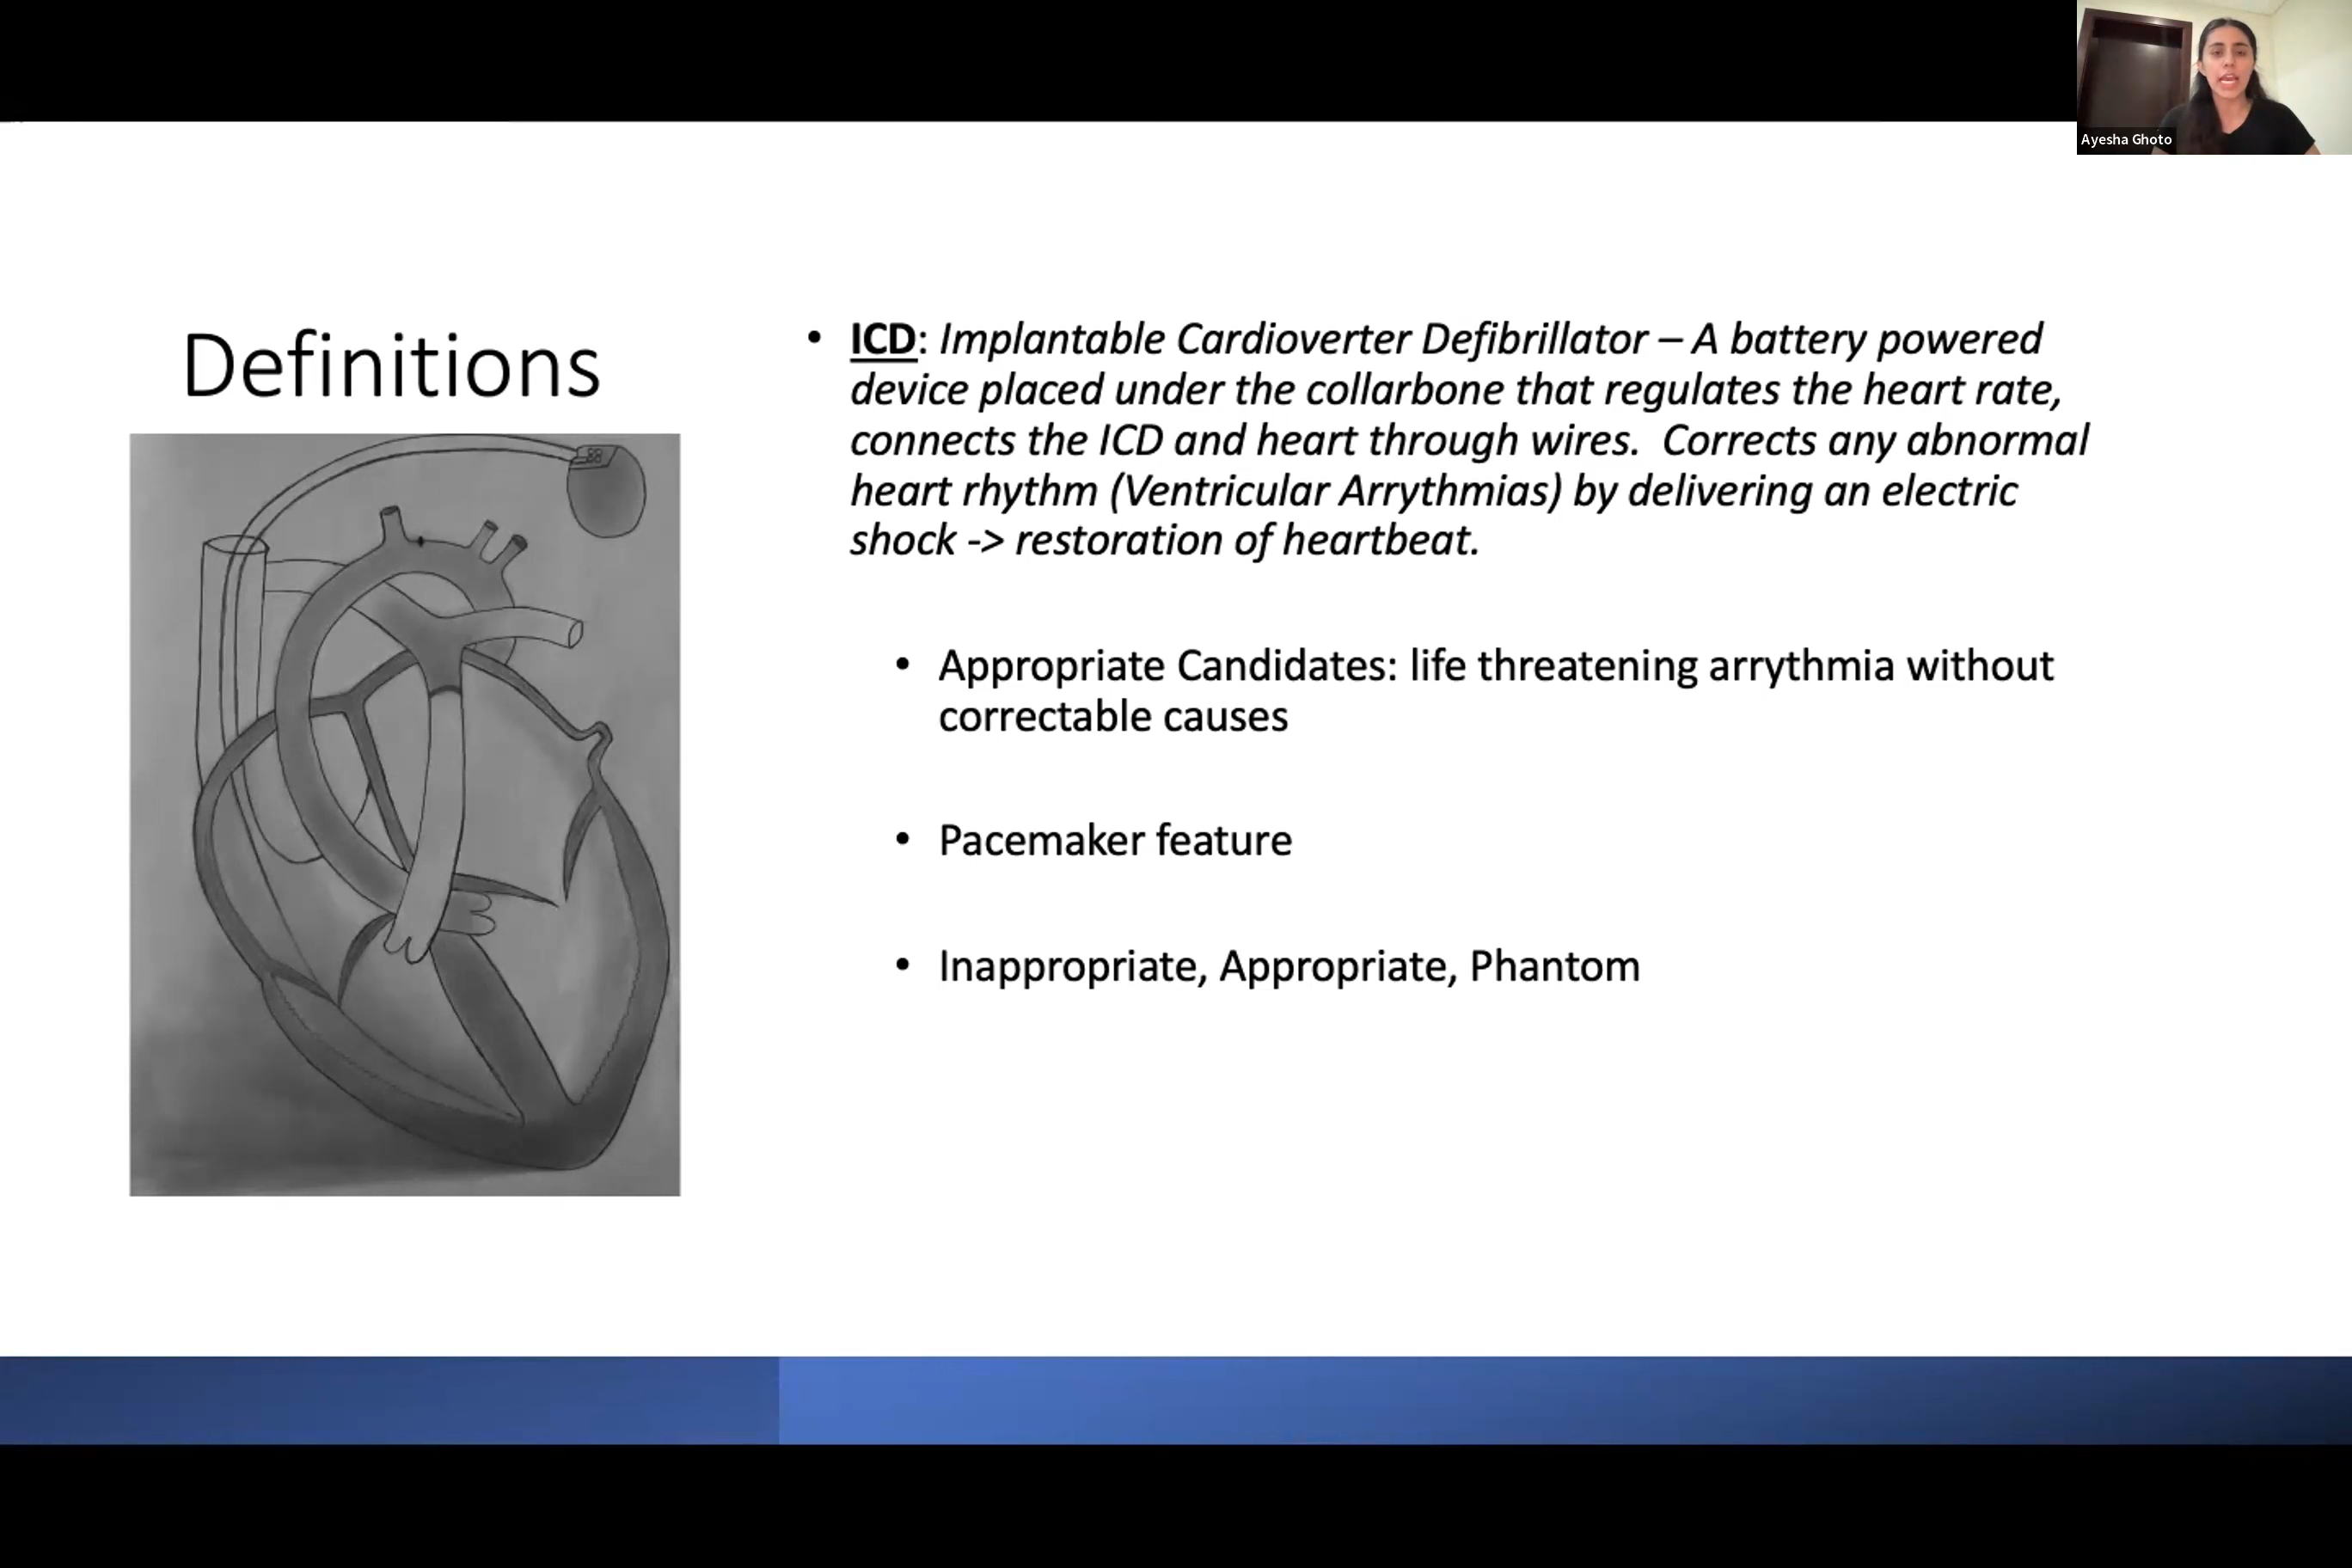 Ayesha Ghoto
Definitions
• ICD: Implantable Cardioverter Defibrillator – A battery powered
device placed under the collarbone that regulates the heart rate,
connects the ICD and heart through wires.  Corrects any abnormal
heart rhythm (Ventricular Arrythmias) by delivering an electric
shock -> restoration of heartbeat.
• Appropriate Candidates: life threatening arrythmia without
correctable causes
• Pacemaker feature
• Inappropriate, Appropriate, Phantom